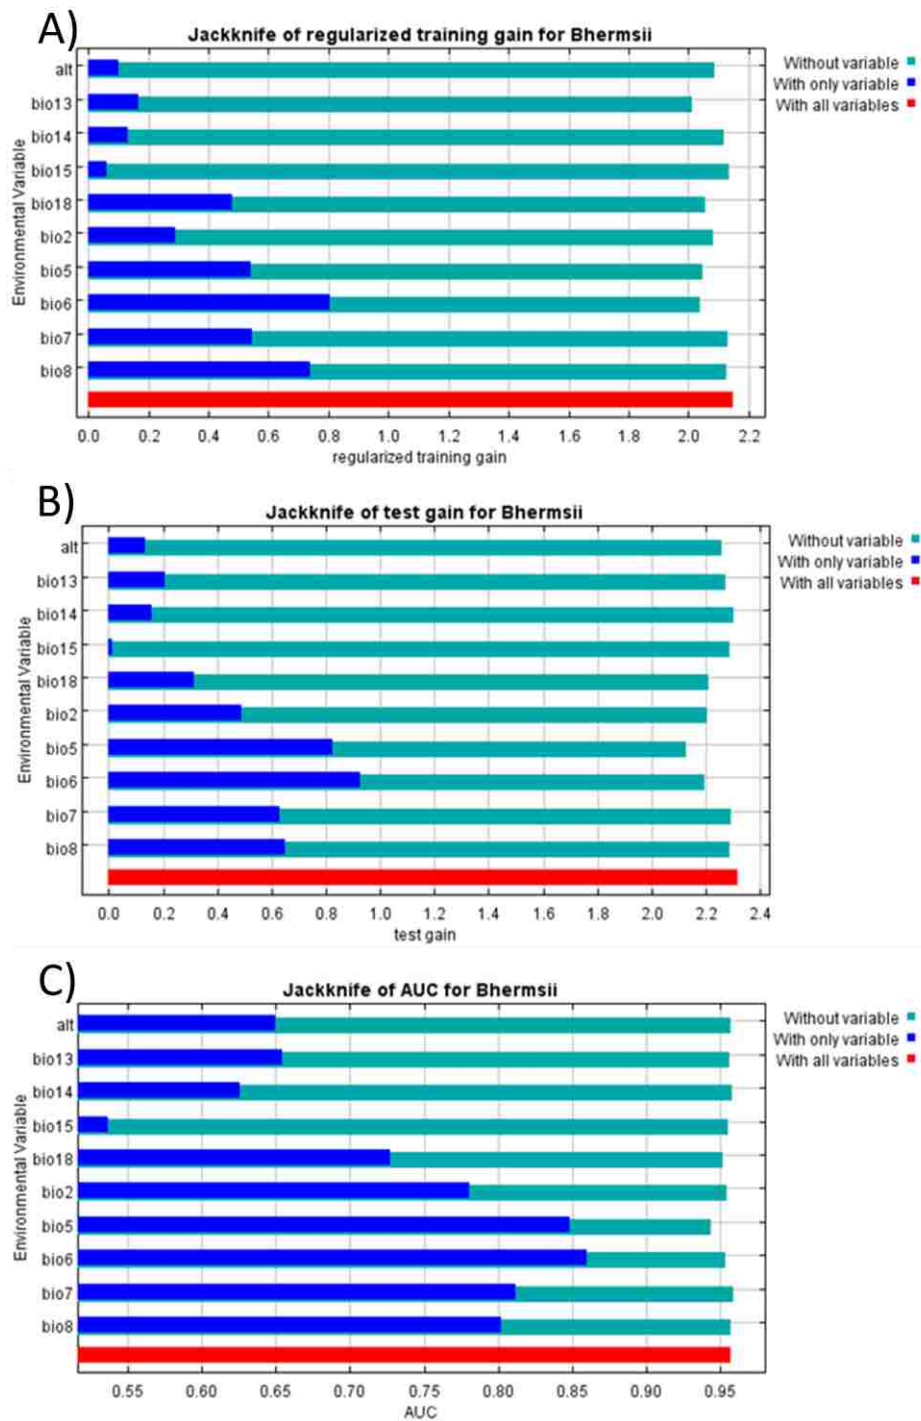 A)
Jackknife of regularized training gain for Bhermsii
Without variable
With only variable
With all variables
Environmental Variable
alt
bio13
bio14
bio15
bio18
bio2
bio5
bio6
bio7
bio8
0.0 0.2 0.4 0.6 0.8 1.0 1.2 1.4 1.6 1.8 2.0 2.2
regularized training gain
B)
Jackknife of test gain for Bhermsii
Without variable
With only variable
With all variables
Environmental Variable
alt
bio13
bio14
bio15
bio18
bio2
bio5
bio6
bio7
bio8
0.0 0.2 0.4 0.6 0.8 1.0 1.2 1.4 1.6 1.8 2.0 2.2 2.4
test gain
C)
Jackknife of AUC for Bhermsii
Without variable
With only variable
With all variables
Environmental Variable
alt
bio13
bio14
bio15
bio18
bio2
bio5
bio6
bio7
bio8
0.55 0.60 0.65 0.70 0.75 0.80 0.85 0.90 0.95
AUC